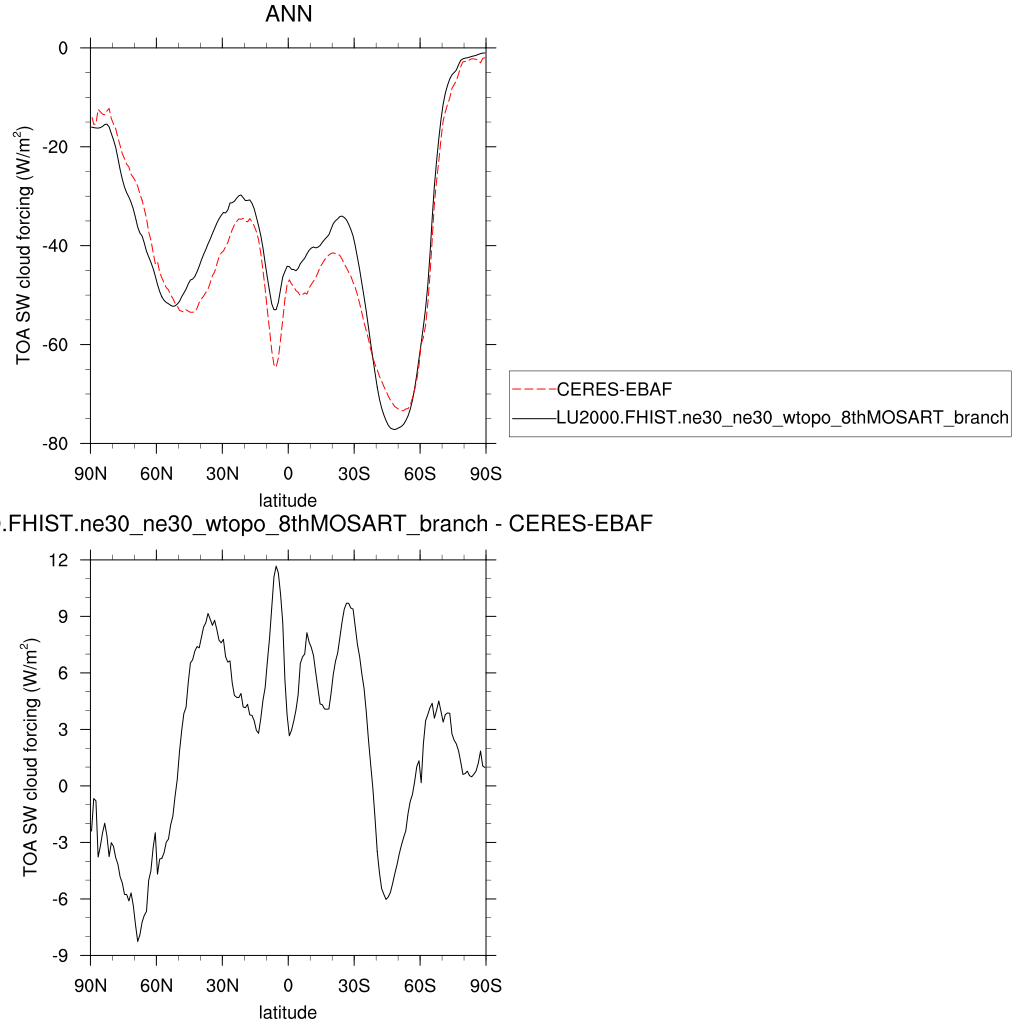 ANN
0
-20
-40
-60
-80
TOA SW cloud forcing (W/m²)
90N 60N 30N 0 30S 60S 90S
latitude
CERES-EBAF
LU2000.FHIST.ne30_ne30_wtopo_8thMOSART_branch
.FHIST.ne30_ne30_wtopo_8thMOSART_branch - CERES-EBAF
12
9
6
3
0
-3
-6
-9
TOA SW cloud forcing (W/m²)
90N 60N 30N 0 30S 60S 90S
latitude